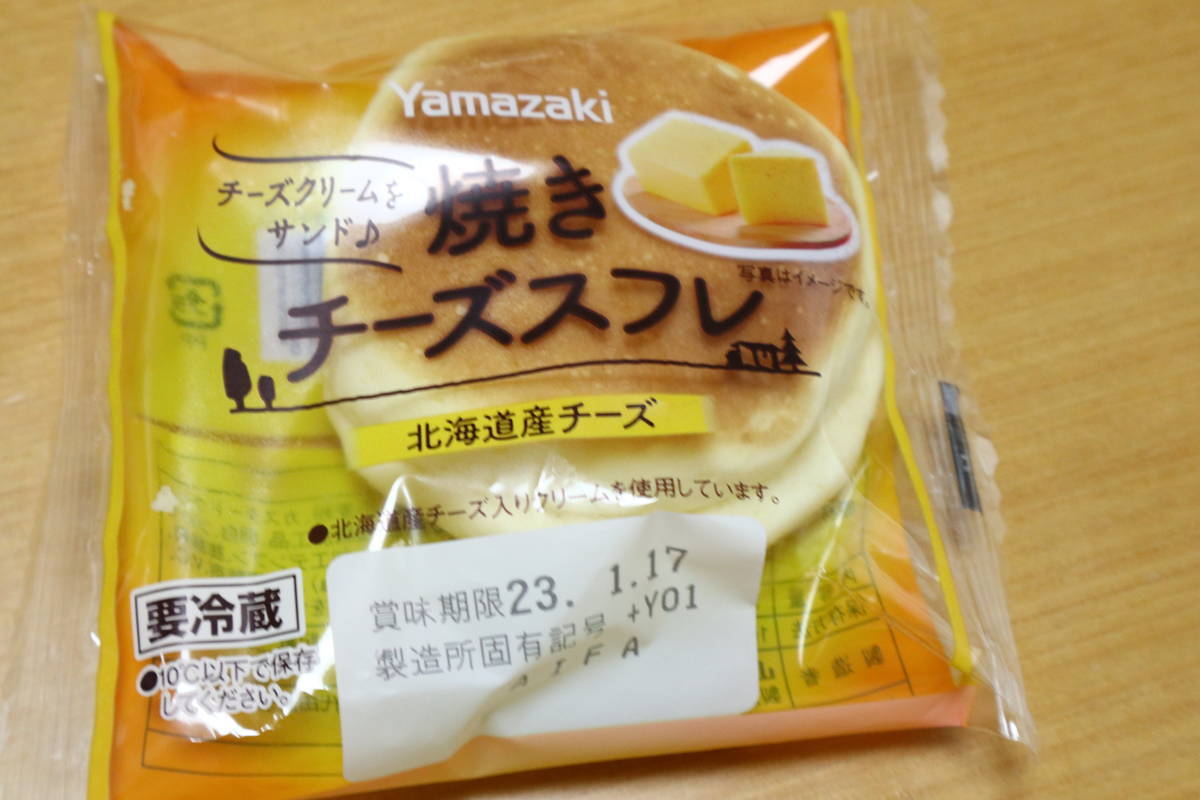 Yamazaki
チーズクリームを
サンド♪
焼き
チーズスフレ
写真はイメージです。
北海道産チーズ
●北海道産チーズ入りクリームを使用しています。
要冷蔵
●10℃以下で保存
してください。
賞味期限23. 1.17
製造所固有記号 +Y01
A I F A